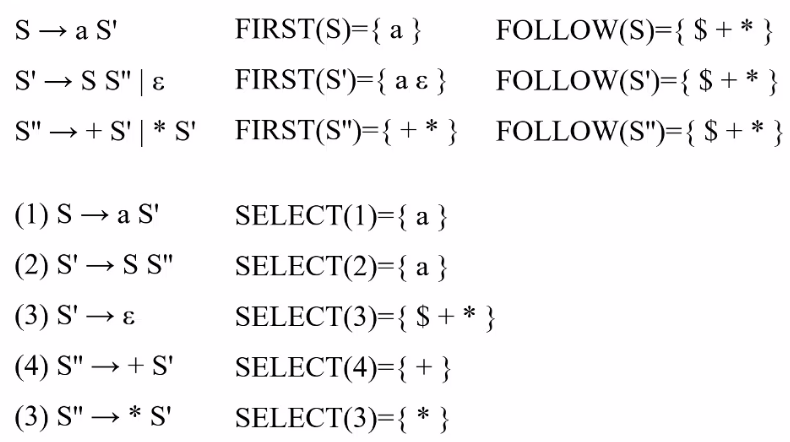 S → a S' FIRST(S)={ a } FOLLOW(S)={ $ + * }
S' → S S" | ε FIRST(S')={ a ε } FOLLOW(S')={ $ + * }
S" → + S' | * S' FIRST(S")={ + * } FOLLOW(S")={ $ + * }
(1) S → a S' SELECT(1)={ a }
(2) S' → S S" SELECT(2)={ a }
(3) S' → ε SELECT(3)={ $ + * }
(4) S" → + S' SELECT(4)={ + }
(3) S" → * S' SELECT(3)={ * }